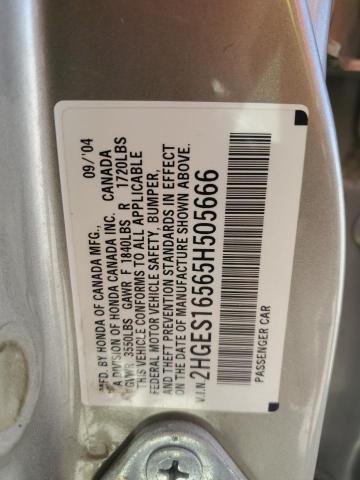 MFD. BY HONDA OF CANADA MFG., 09/'04
A DIVISION OF HONDA CANADA INC. CANADA
GVWR 3550LBS GAWR F 1840LBS R 1720LBS
THIS VEHICLE CONFORMS TO ALL APPLICABLE
FEDERAL MOTOR VEHICLE SAFETY, BUMPER,
AND THEFT PREVENTION STANDARDS IN EFFECT
ON THE DATE OF MANUFACTURE SHOWN ABOVE.
V.I.N. 2HGES16565H505666
PASSENGER CAR